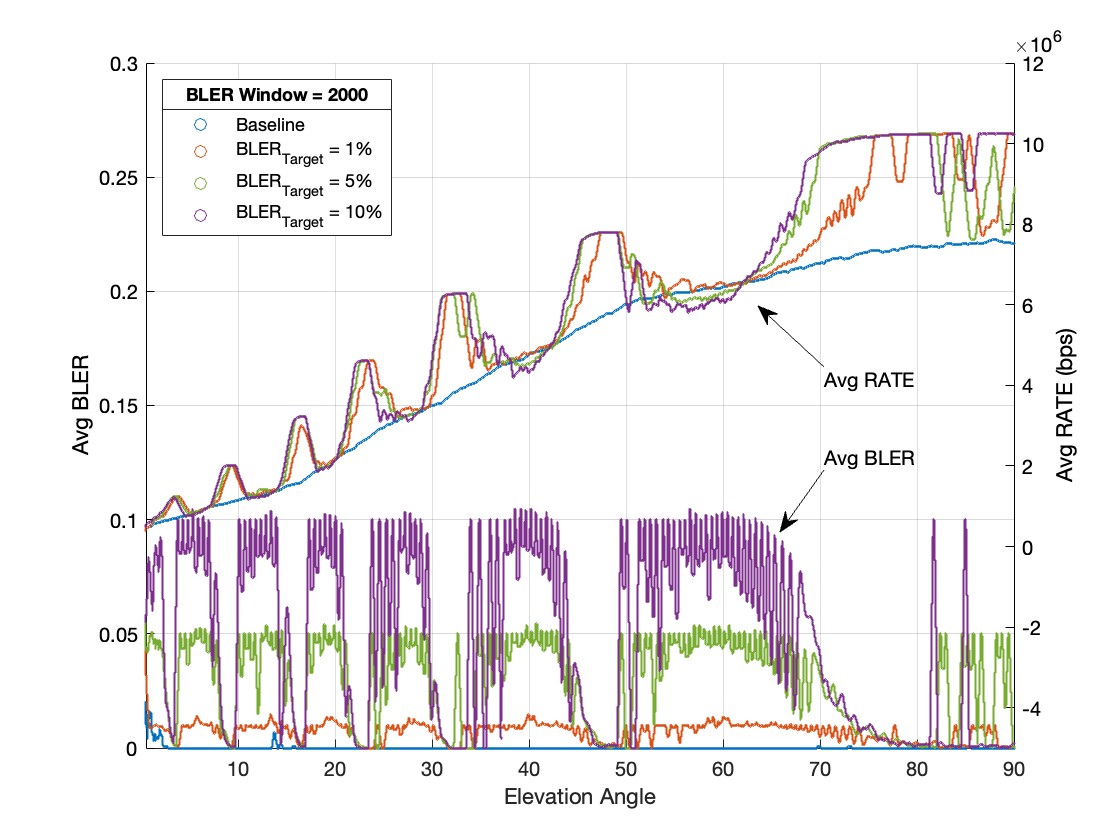 ×10^6
0.3
0.25
0.2
0.15
0.1
0.05
0
Avg BLER
BLER Window = 2000
Baseline
BLER_Target = 1%
BLER_Target = 5%
BLER_Target = 10%
Avg RATE
Avg BLER
12
10
8
6
4
2
0
-2
-4
Avg RATE (bps)
10 20 30 40 50 60 70 80 90
Elevation Angle